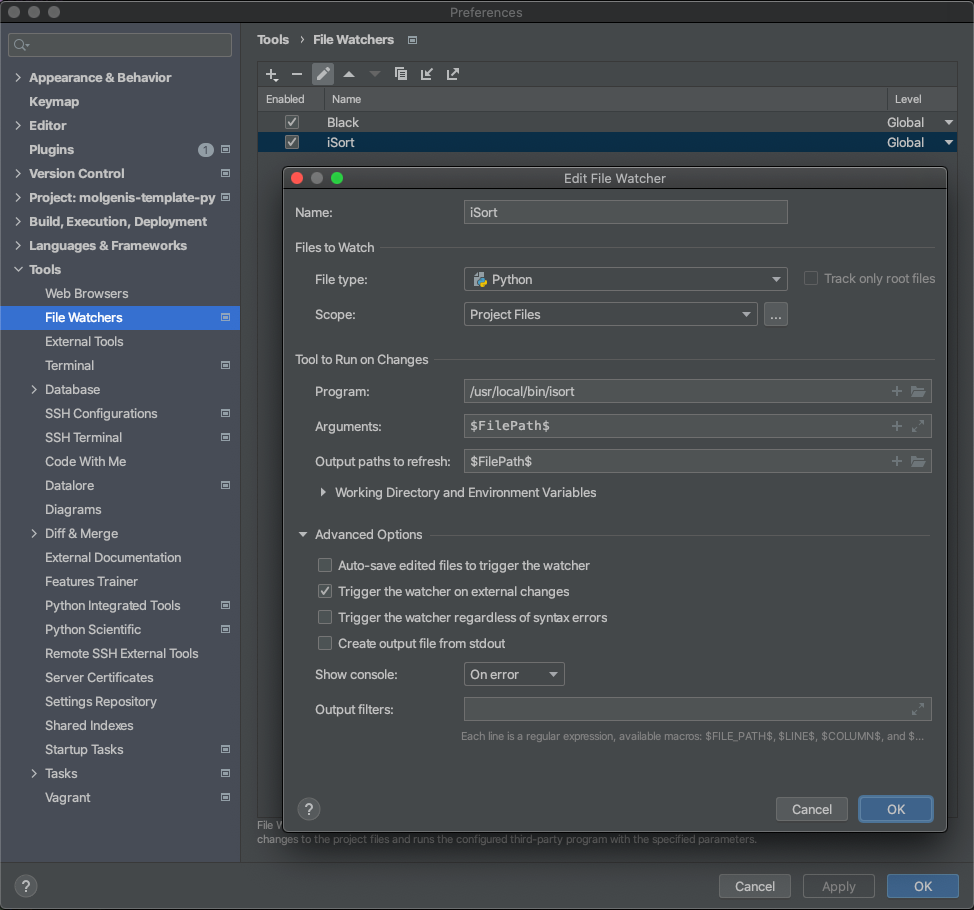 Preferences
Appearance & Behavior
Keymap
Editor
Plugins 1
Version Control
Project: molgenis-template-py
Build, Execution, Deployment
Languages & Frameworks
Tools
Web Browsers
File Watchers
External Tools
Terminal
Database
SSH Configurations
SSH Terminal
Code With Me
Datalore
Diagrams
Diff & Merge
External Documentation
Features Trainer
Python Integrated Tools
Python Scientific
Remote SSH External Tools
Server Certificates
Settings Repository
Shared Indexes
Startup Tasks
Tasks
Vagrant
Tools › File Watchers
Enabled Name Level
Black Global
iSort Global
Edit File Watcher
Name: iSort
Files to Watch
File type: Python Track only root files
Scope: Project Files ...
Tool to Run on Changes
Program: /usr/local/bin/isort
Arguments: $FilePath$
Output paths to refresh: $FilePath$
Working Directory and Environment Variables
Advanced Options
Auto-save edited files to trigger the watcher
Trigger the watcher on external changes
Trigger the watcher regardless of syntax errors
Create output file from stdout
Show console: On error
Output filters:
Each line is a regular expression, available macros: $FILE_PATH$, $LINE$, $COLUMN$, and $...
? Cancel OK
File
changes to the project files and runs the configured third-party program with the specified parameters.
? Cancel Apply OK